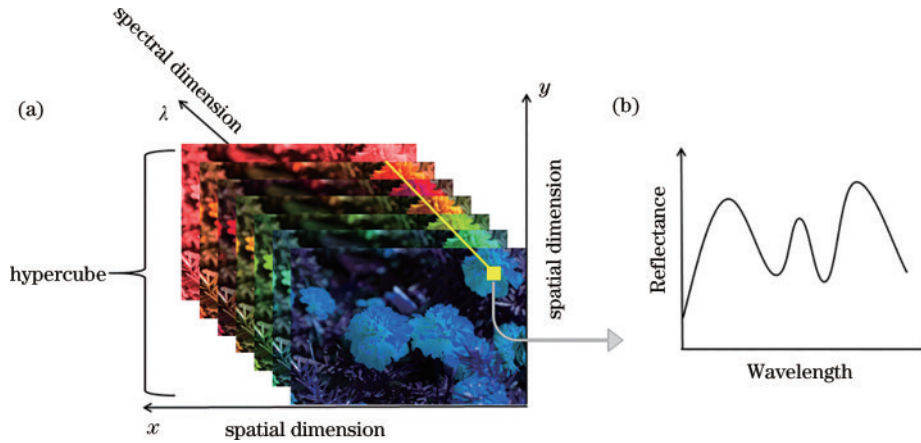 (a)
spectral dimension
λ
y
spatial dimension
hypercube
x
spatial dimension
(b)
Reflectance
Wavelength